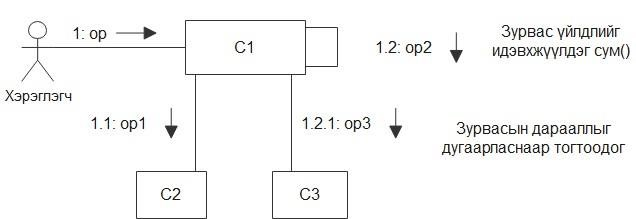 1: op
C1
1.2: op2
Зурвас үйлдлийг
идэвхжүүлдэг сум()
Хэрэглэгч
1.1: op1
1.2.1: op3
Зурвасын дарааллыг
дугаарласнаар тогтоодог
C2
C3